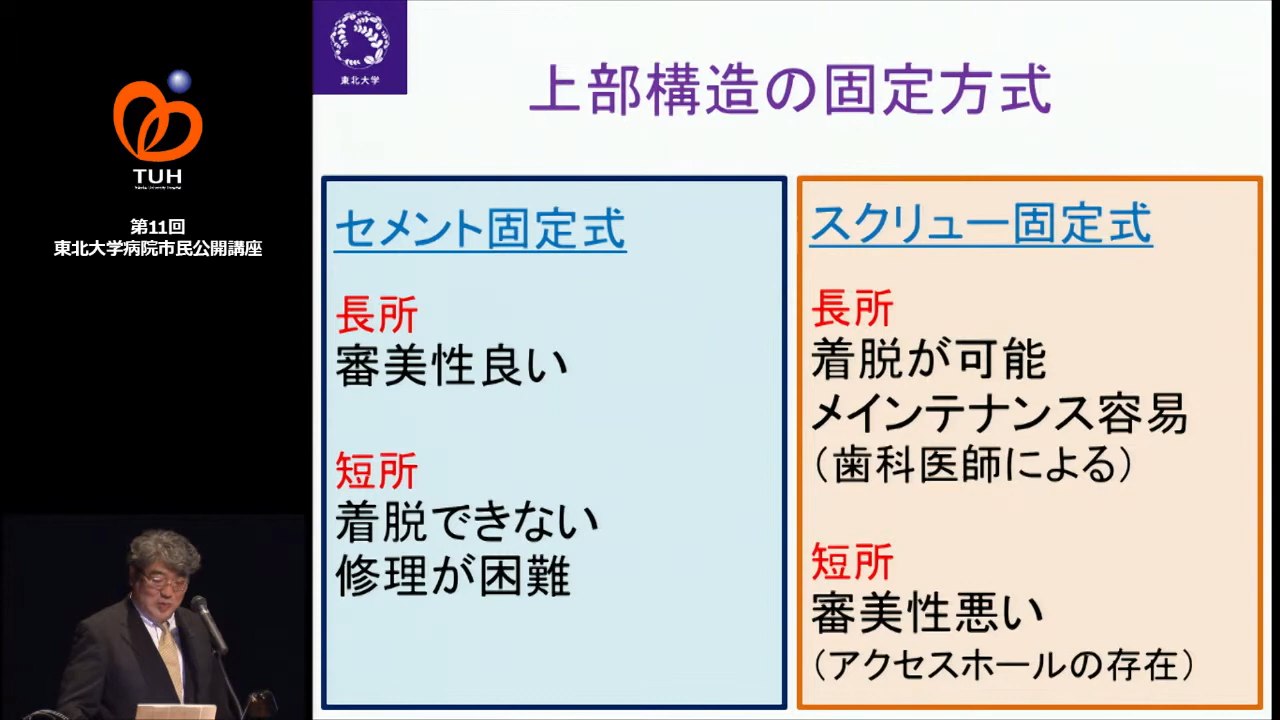 TUH
第11回
東北大学病院市民公開講座
東北大学
上部構造の固定方式
セメント固定式
長所
審美性良い
短所
着脱できない
修理が困難
スクリュー固定式
長所
着脱が可能
メインテナンス容易
（歯科医師による）
短所
審美性悪い
（アクセスホールの存在）